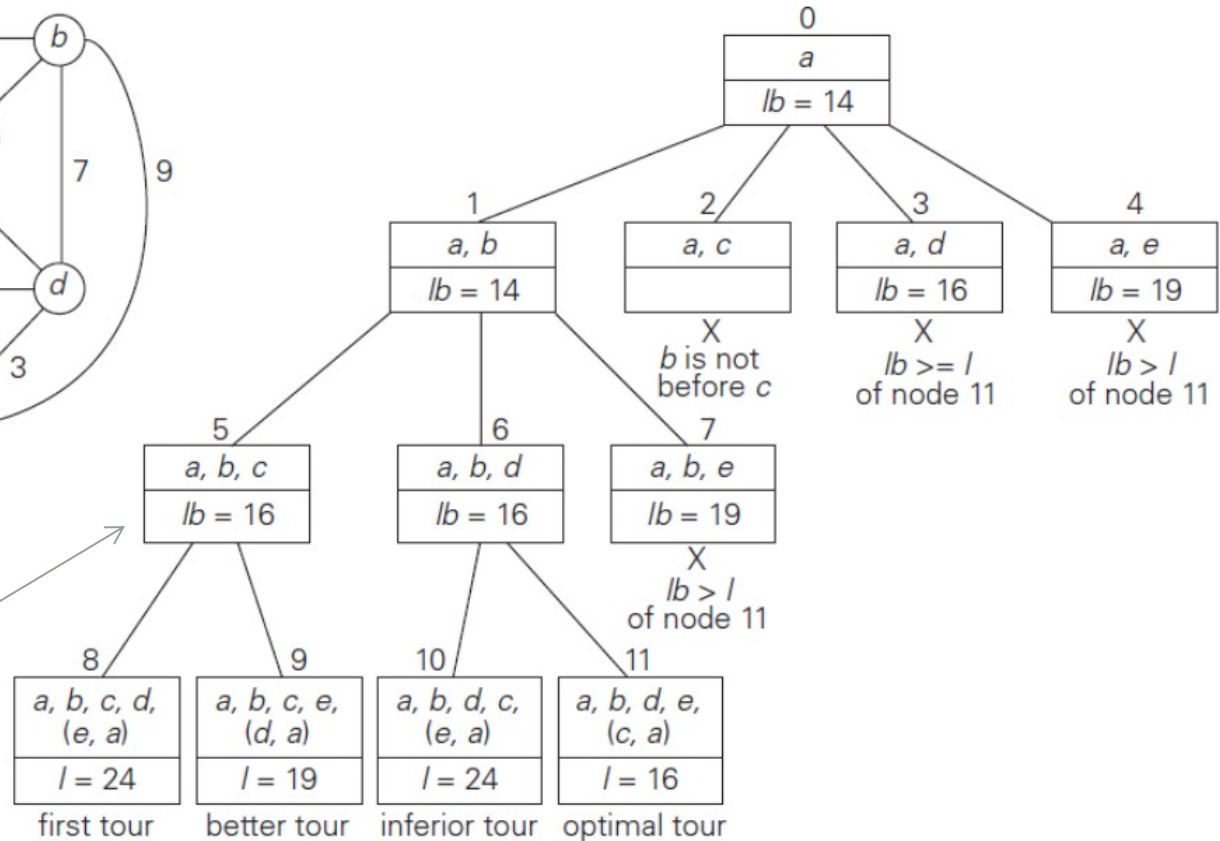 b
7
9
d
3
0
a
lb = 14
1
a, b
lb = 14
2
a, c
X
b is not
before c
3
a, d
lb = 16
X
lb >= l
of node 11
4
a, e
lb = 19
X
lb > l
of node 11
5
a, b, c
lb = 16
6
a, b, d
lb = 16
7
a, b, e
lb = 19
X
lb > l
of node 11
8
a, b, c, d,
(e, a)
l = 24
first tour
9
a, b, c, e,
(d, a)
l = 19
better tour
10
a, b, d, c,
(e, a)
l = 24
inferior tour
11
a, b, d, e,
(c, a)
l = 16
optimal tour